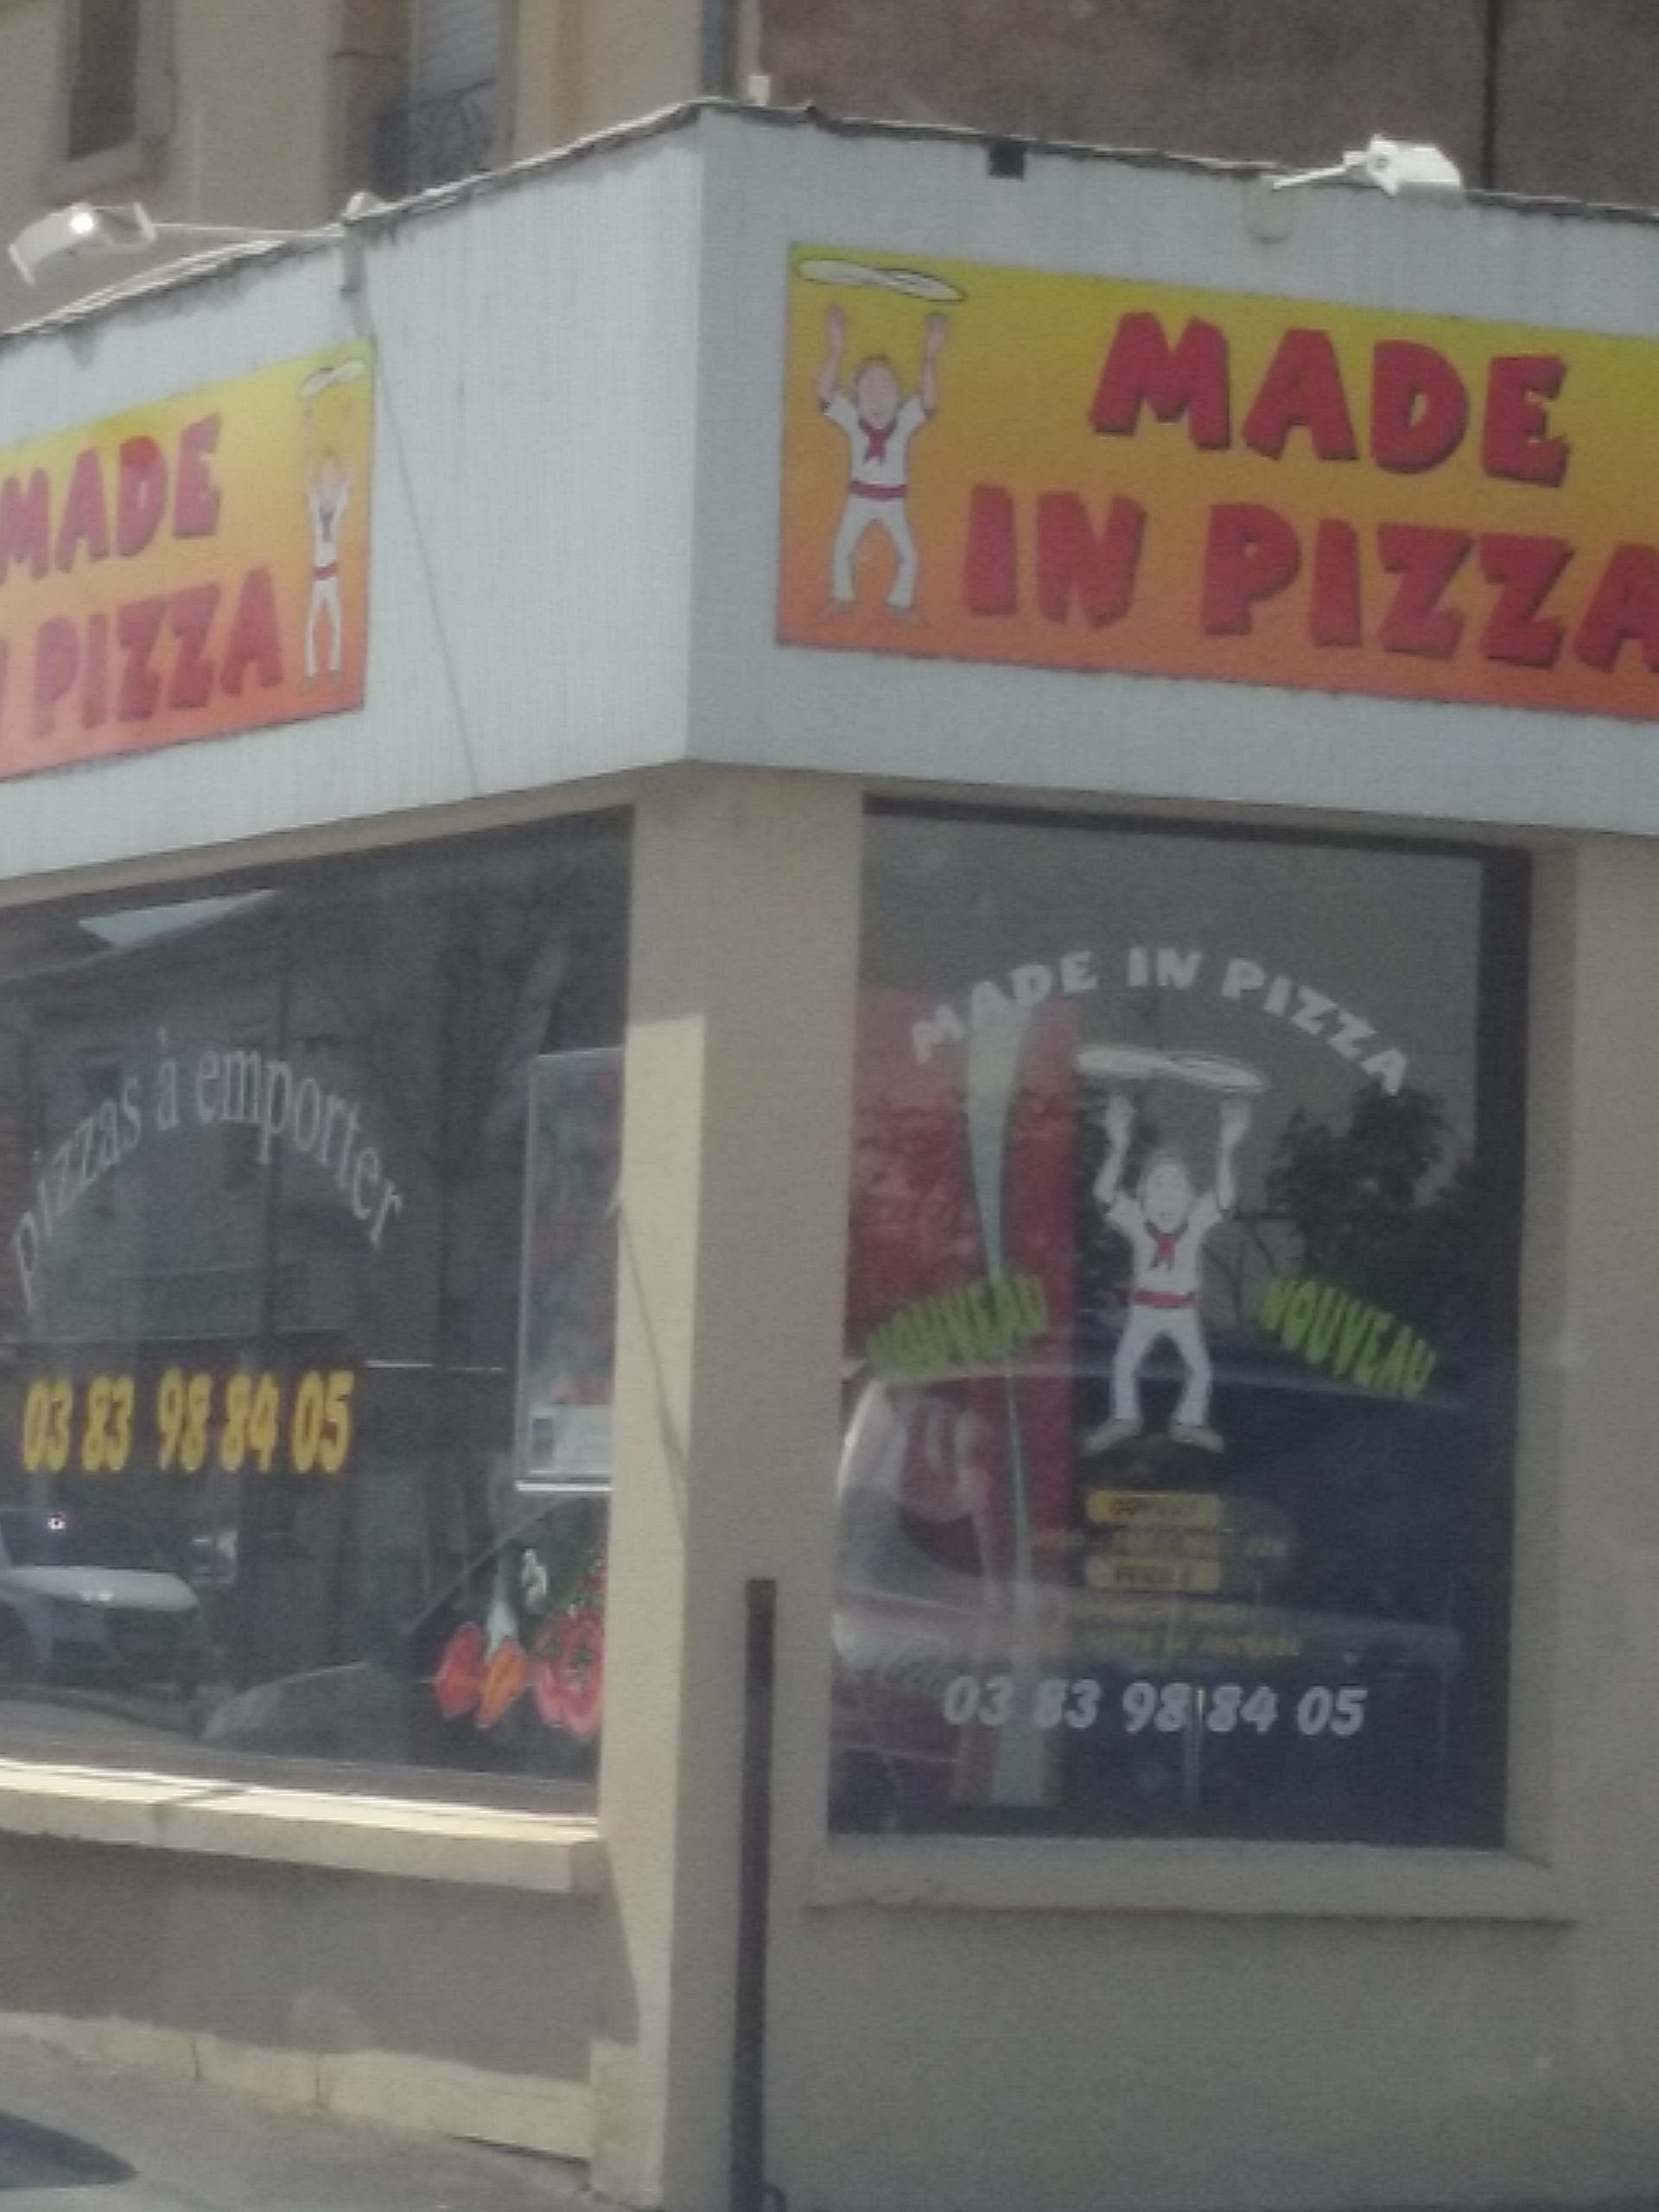 MADE
PIZZA
MADE
IN PIZZA
pizzas à emporter
03 83 98 84 05
MADE IN PIZZA
NOUVEAU
NOUVEAU
03 83 98 84 05